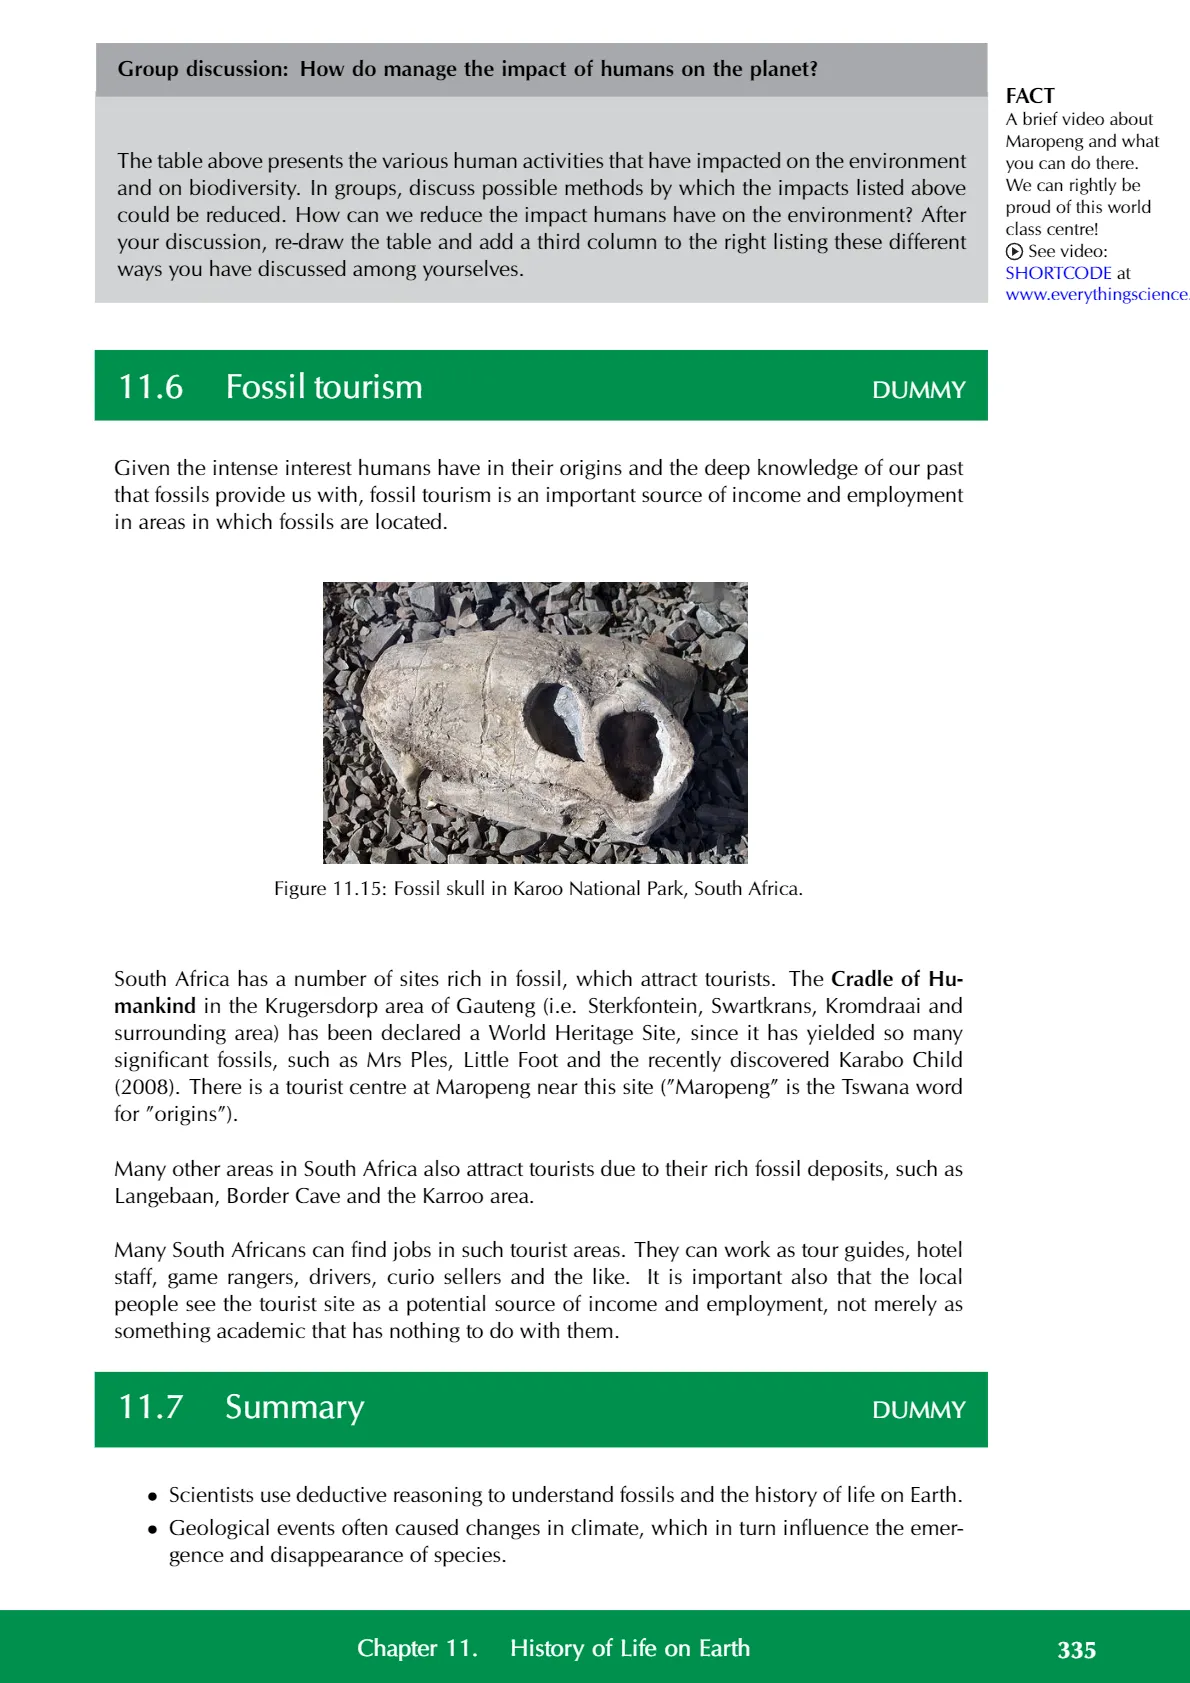 Group discussion: How do manage the impact of humans on the planet?
The table above presents the various human activities that have impacted on the environment
and on biodiversity. In groups, discuss possible methods by which the impacts listed above
could be reduced. How can we reduce the impact humans have on the environment? After
your discussion, re-draw the table and add a third column to the right listing these different
ways you have discussed among yourselves.
FACT
A brief video about
Maropeng and what
you can do there.
We can rightly be
proud of this world
class centre!
See video:
SHORTCODE at
www.everythingscience.
11.6 Fossil tourism DUMMY
Given the intense interest humans have in their origins and the deep knowledge of our past
that fossils provide us with, fossil tourism is an important source of income and employment
in areas in which fossils are located.
Figure 11.15: Fossil skull in Karoo National Park, South Africa.
South Africa has a number of sites rich in fossil, which attract tourists. The Cradle of Hu-
mankind in the Krugersdorp area of Gauteng (i.e. Sterkfontein, Swartkrans, Kromdraai and
surrounding area) has been declared a World Heritage Site, since it has yielded so many
significant fossils, such as Mrs Ples, Little Foot and the recently discovered Karabo Child
(2008). There is a tourist centre at Maropeng near this site ("Maropeng" is the Tswana word
for "origins").
Many other areas in South Africa also attract tourists due to their rich fossil deposits, such as
Langebaan, Border Cave and the Karroo area.
Many South Africans can find jobs in such tourist areas. They can work as tour guides, hotel
staff, game rangers, drivers, curio sellers and the like. It is important also that the local
people see the tourist site as a potential source of income and employment, not merely as
something academic that has nothing to do with them.
11.7 Summary DUMMY
• Scientists use deductive reasoning to understand fossils and the history of life on Earth.
• Geological events often caused changes in climate, which in turn influence the emer-
gence and disappearance of species.
Chapter 11. History of Life on Earth 335